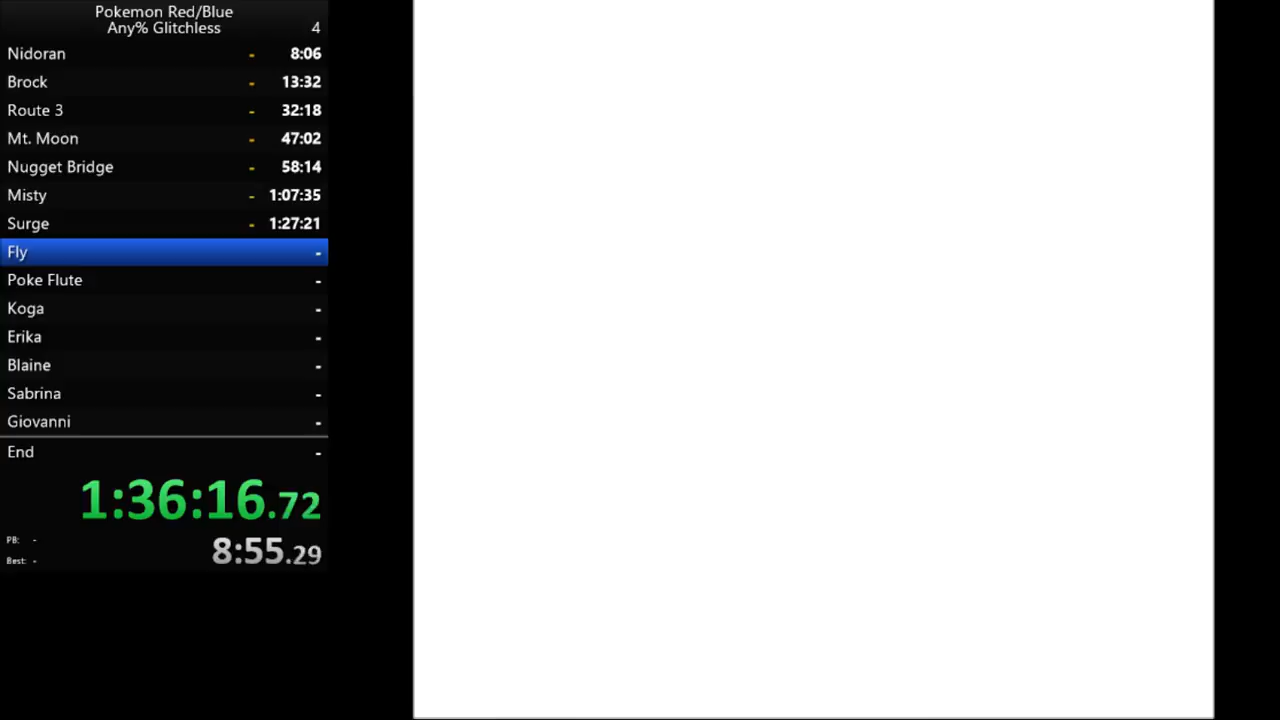 Pokemon Red/Blue
Any% Glitchless 4
Nidoran - 8:06
Brock - 13:32
Route 3 - 32:18
Mt. Moon - 47:02
Nugget Bridge - 58:14
Misty - 1:07:35
Surge - 1:27:21
Fly -
Poke Flute -
Koga -
Erika -
Blaine -
Sabrina -
Giovanni -
End -
1:36:16.72
PB: -
8:55.29
Best: -